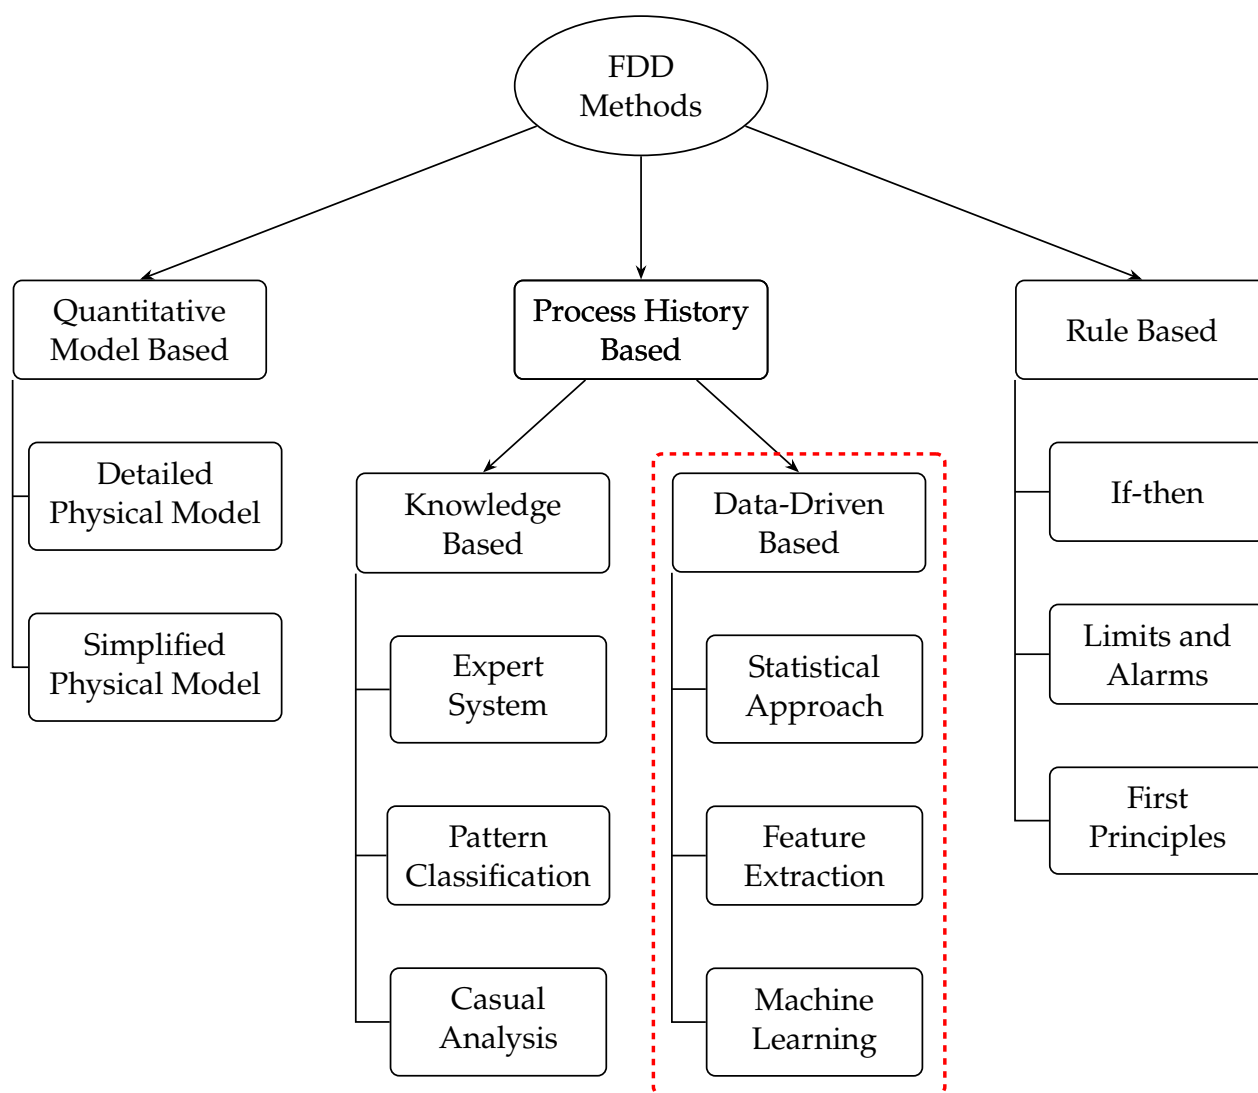 FDD
Methods
Quantitative
Model Based
Process History
Based
Rule Based
Detailed
Physical Model
Simplified
Physical Model
Knowledge
Based
Expert
System
Pattern
Classification
Casual
Analysis
Data-Driven
Based
Statistical
Approach
Feature
Extraction
Machine
Learning
If-then
Limits and
Alarms
First
Principles